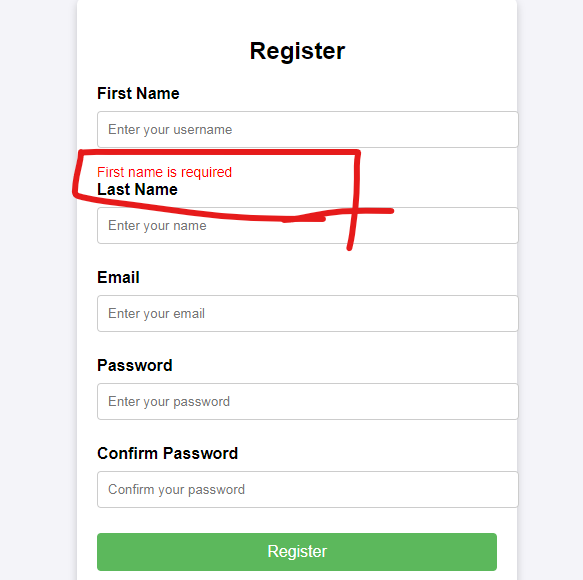 Register
First Name
Enter your username
First name is required
Last Name
Enter your name
Email
Enter your email
Password
Enter your password
Confirm Password
Confirm your password
Register